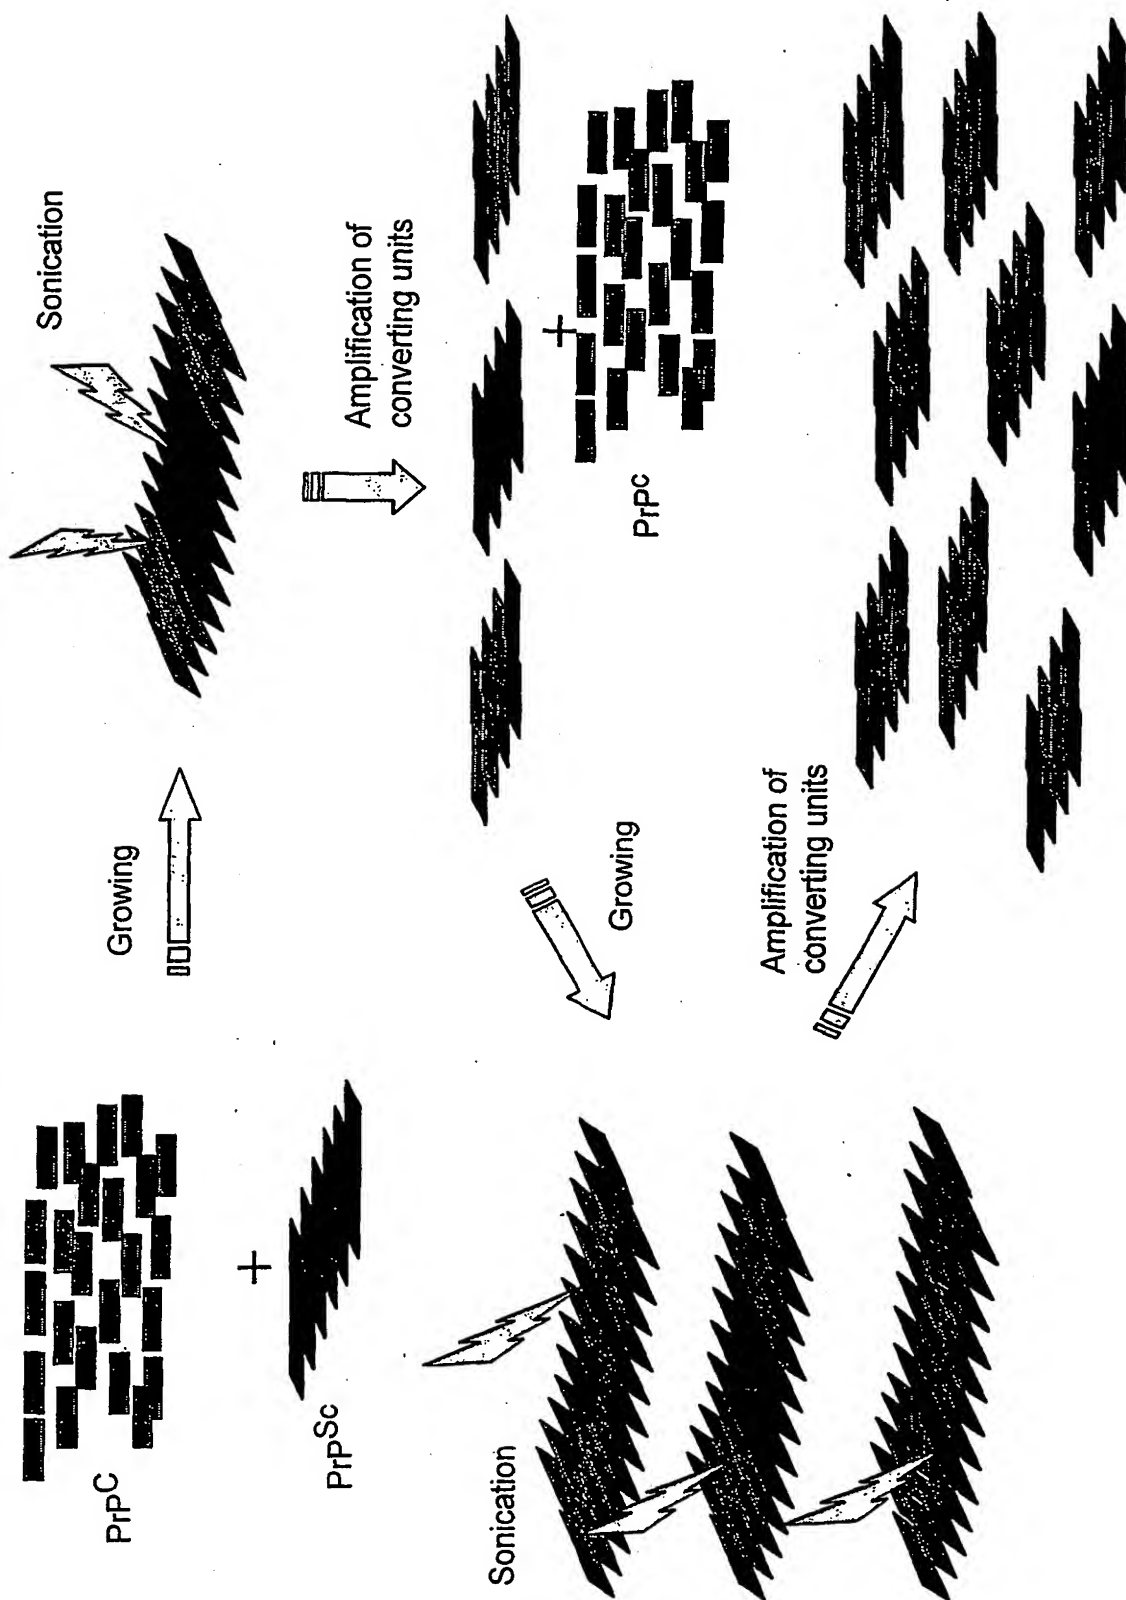 PrPC
+
PrPSc
Growing
Sonication
Amplification of
converting units
+
PrPC
Growing
Sonication
Amplification of
converting units